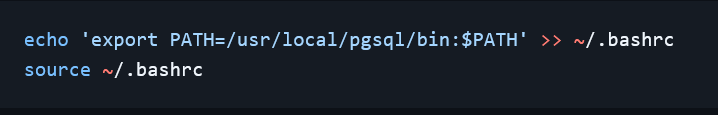 echo 'export PATH=/usr/local/pgsql/bin:$PATH' >> ~/.bashrc
source ~/.bashrc